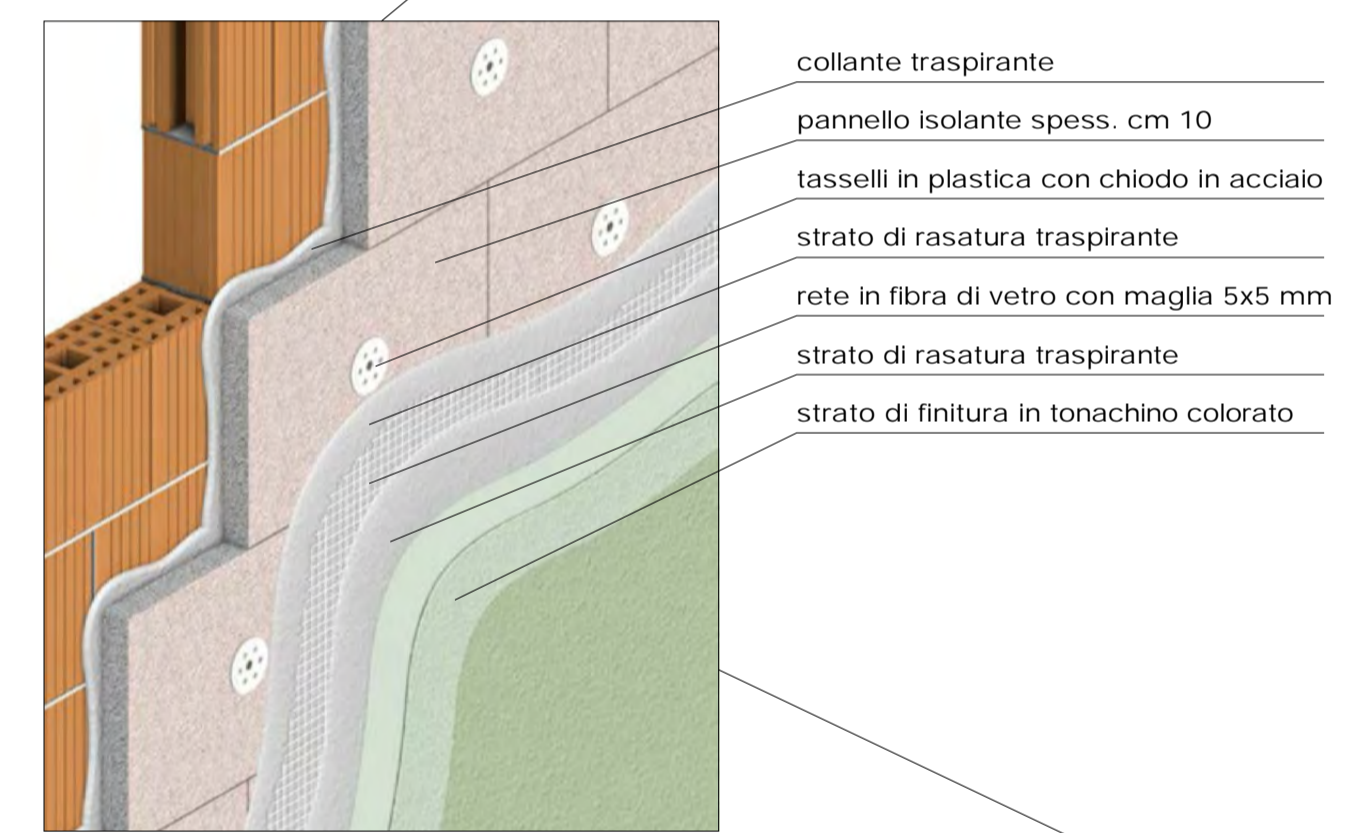 collante traspirante
pannello isolante spess. cm 10
tasselli in plastica con chiodo in acciaio
strato di rasatura traspirante
rete in fibra di vetro con maglia 5x5 mm
strato di rasatura traspirante
strato di finitura in tonachino colorato